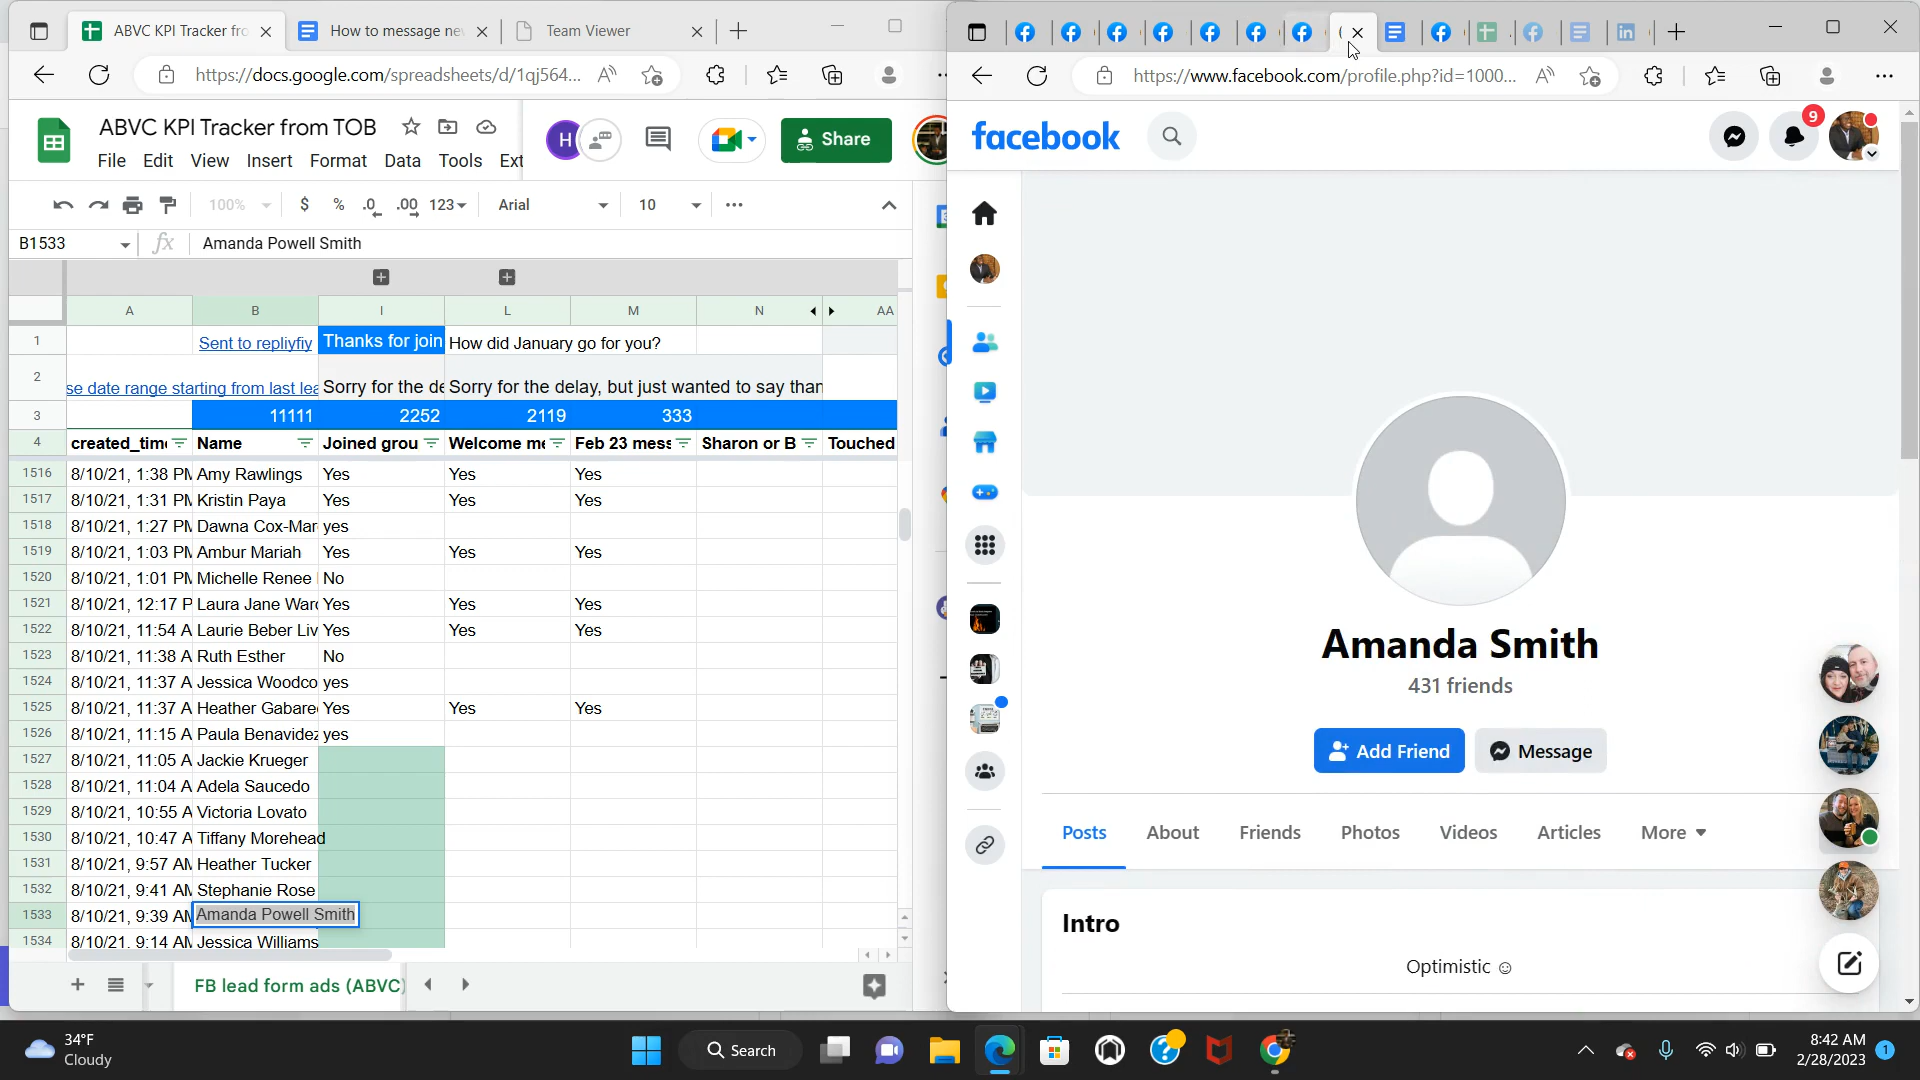 ABVC KPI Tracker fro
How to message ne
Team Viewer
https://docs.google.com/spreadsheets/d/1qj564...
https://www.facebook.com/profile.php?id=1000...
ABVC KPI Tracker from TOB
H
Share
File Edit View Insert Format Data Tools Ext
100% $ % .0 .00 123 Arial 10
B1533 fx Amanda Powell Smith
A B I L M N AA
1 Sent to repliyfiy Thanks for join How did January go for you?
2 se date range starting from last lea Sorry for the de Sorry for the delay, but just wanted to say than
3 11111 2252 2119 333
4 created_tim Name Joined grou Welcome me Feb 23 mess Sharon or B Touched
1516 8/10/21, 1:38 PM Amy Rawlings Yes Yes Yes
1517 8/10/21, 1:31 PM Kristin Paya Yes Yes Yes
1518 8/10/21, 1:27 PM Dawna Cox-Mar yes
1519 8/10/21, 1:03 PM Ambur Mariah Yes Yes Yes
1520 8/10/21, 1:01 PM Michelle Renee No
1521 8/10/21, 12:17 P Laura Jane Ward Yes Yes Yes
1522 8/10/21, 11:54 A Laurie Beber Liv Yes Yes Yes
1523 8/10/21, 11:38 A Ruth Esther No
1524 8/10/21, 11:37 A Jessica Woodco yes
1525 8/10/21, 11:37 A Heather Gabare Yes Yes Yes
1526 8/10/21, 11:15 A Paula Benavidez yes
1527 8/10/21, 11:05 A Jackie Krueger
1528 8/10/21, 11:04 A Adela Saucedo
1529 8/10/21, 10:55 A Victoria Lovato
1530 8/10/21, 10:47 A Tiffany Morehead
1531 8/10/21, 9:57 AM Heather Tucker
1532 8/10/21, 9:41 AM Stephanie Rose
1533 8/10/21, 9:39 AM Amanda Powell Smith
1534 8/10/21, 9:14 AM Jessica Williams
FB lead form ads (ABVC)
facebook
9
Amanda Smith
431 friends
Add Friend
Message
Posts About Friends Photos Videos Articles More
Intro
Optimistic ☺
34°F
Cloudy
Search
8:42 AM
2/28/2023
1